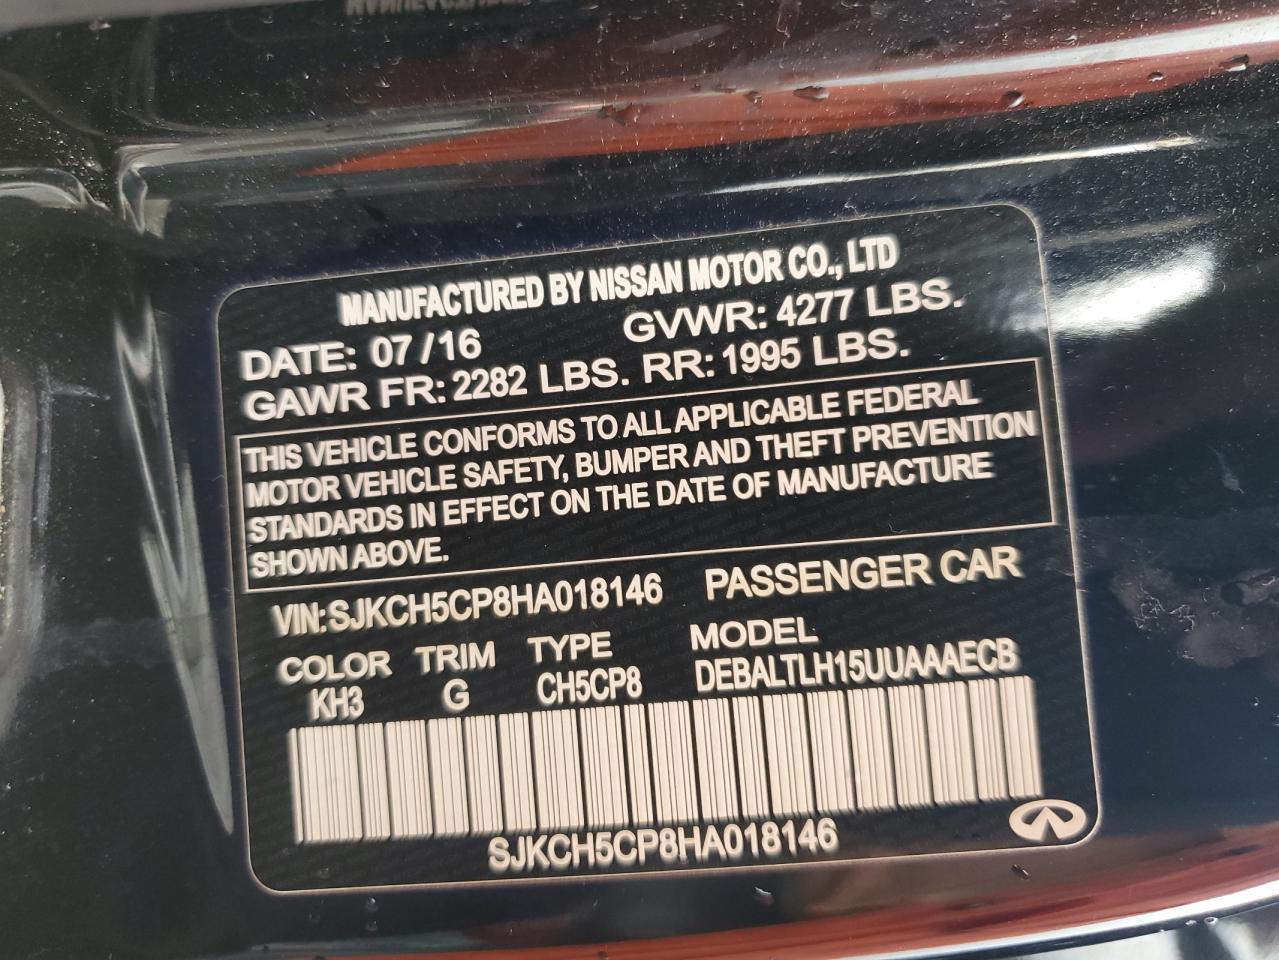 MANUFACTURED BY NISSAN MOTOR CO., LTD
DATE: 07 /16 GVWR: 4277 LBS.
GAWR FR: 2282 LBS. RR: 1995 LBS.
THIS VEHICLE CONFORMS TO ALL APPLICABLE FEDERAL
MOTOR VEHICLE SAFETY, BUMPER AND THEFT PREVENTION
STANDARDS IN EFFECT ON THE DATE OF MANUFACTURE
SHOWN ABOVE.
VIN:SJKCH5CP8HA018146 PASSENGER CAR
COLOR TRIM TYPE MODEL
KH3 G CH5CP8 DEBALTLH15UUAAAECB
SJKCH5CP8HA018146